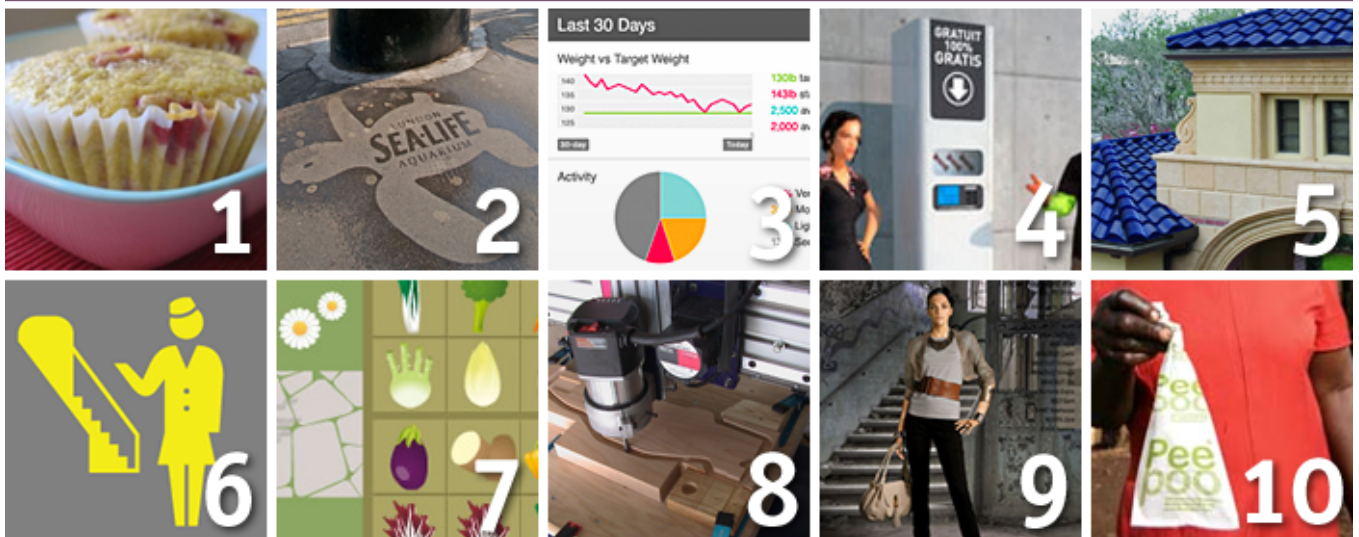 1
LONDON
SEA LIFE
AQUARIUM
2
Last 30 Days
Weight vs Target Weight
140
135
130
125
130lb
143lb
2,500
2,000
30-day
Today
Activity
3
GRATUIT
100%
GRATIS
4
5
6
7
8
9
Pee
poo
Pee
poo
10